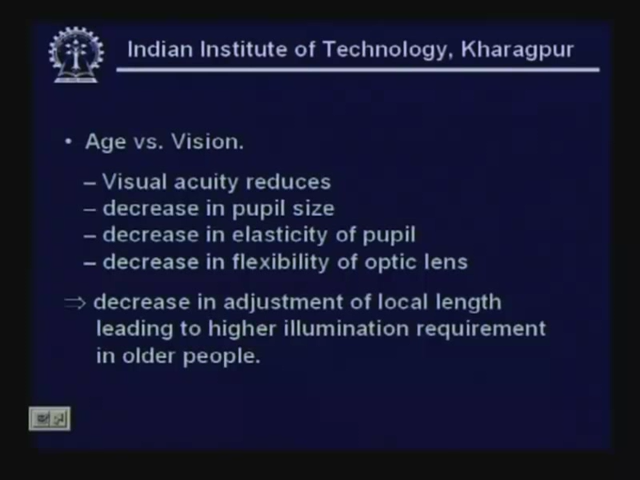 Indian Institute of Technology, Kharagpur
• Age vs. Vision.
– Visual acuity reduces
– decrease in pupil size
– decrease in elasticity of pupil
– decrease in flexibility of optic lens
⇒ decrease in adjustment of local length
leading to higher illumination requirement
in older people.